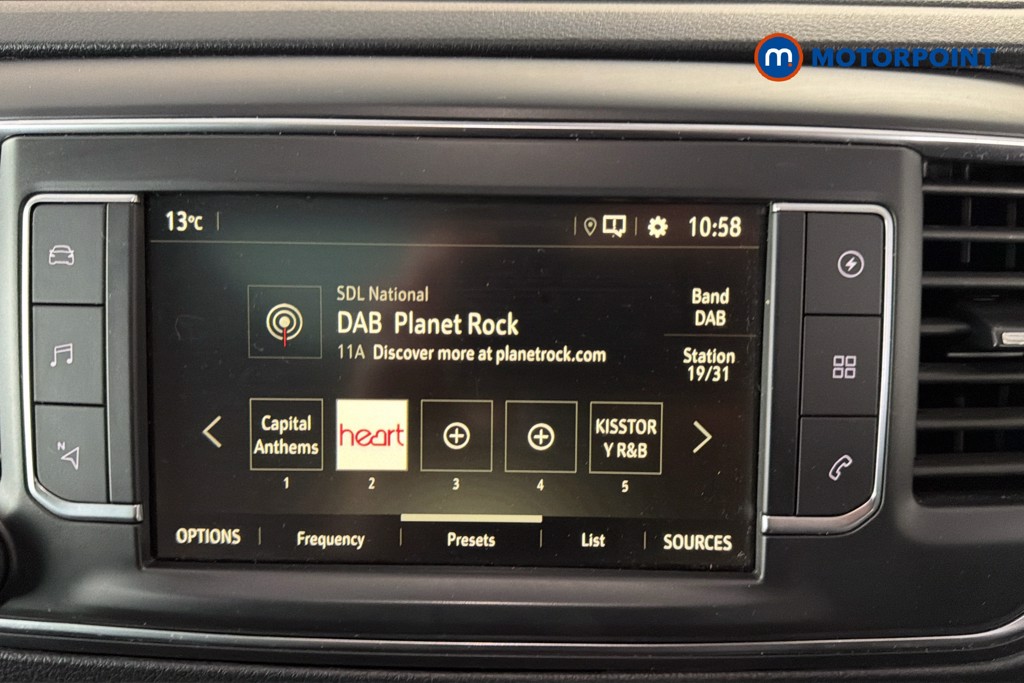 m MOTORPOINT
13°C 10:58
SDL National
DAB Planet Rock
11A Discover more at planetrock.com
Band
DAB
Station
19/31
Capital
Anthems
heart
KISSTOR
Y R&B
1 2 3 4 5
OPTIONS Frequency Presets List SOURCES
N